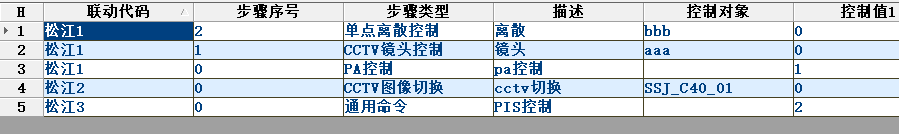 H 联动代码 步骤序号 步骤类型 描述 控制对象 控制值1
1 松江1 2 单点离散控制 离散 bbb 0
2 松江1 1 CCTV镜头控制 镜头 aaa 0
3 松江1 0 PA控制 pa控制 1
4 松江2 0 CCTV图像切换 cctv切换 SSJ_C40_01 0
5 松江3 0 通用命令 PIS控制 2